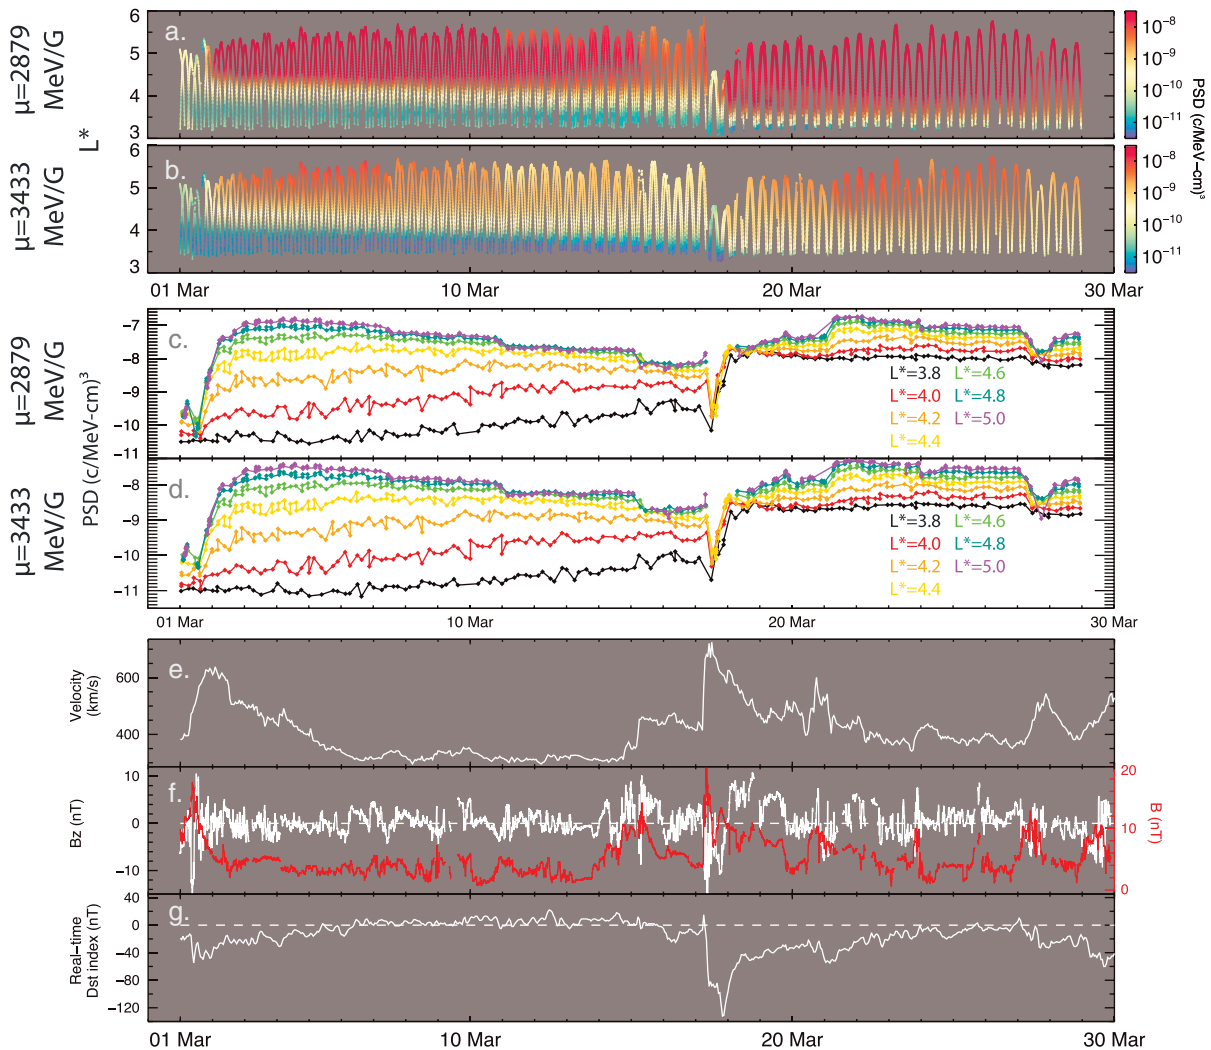 μ=2879
MeV/G
a.
6
5
4
3
10⁻⁸
10⁻⁹
10⁻¹⁰
10⁻¹¹
PSD (c/MeV−cm)³
L*
μ=3433
MeV/G
b.
6
5
4
3
10⁻⁸
10⁻⁹
10⁻¹⁰
10⁻¹¹
PSD (c/MeV−cm)³
01 Mar 10 Mar 20 Mar 30 Mar
μ=2879
MeV/G
c.
−7
−8
−9
−10
−11
L*=3.8 L*=4.6
L*=4.0 L*=4.8
L*=4.2 L*=5.0
L*=4.4
PSD (c/MeV-cm)³
μ=3433
MeV/G
d.
−8
−9
−10
−11
L*=3.8 L*=4.6
L*=4.0 L*=4.8
L*=4.2 L*=5.0
L*=4.4
01 Mar 10 Mar 20 Mar 30 Mar
Velocity
(km/s)
e.
600
400
Bz (nT)
f.
10
0
−10
20
10
0
B
(nT)
Real−time
Dst index (nT)
g.
40
0
−40
−80
−120
01 Mar 10 Mar 20 Mar 30 Mar